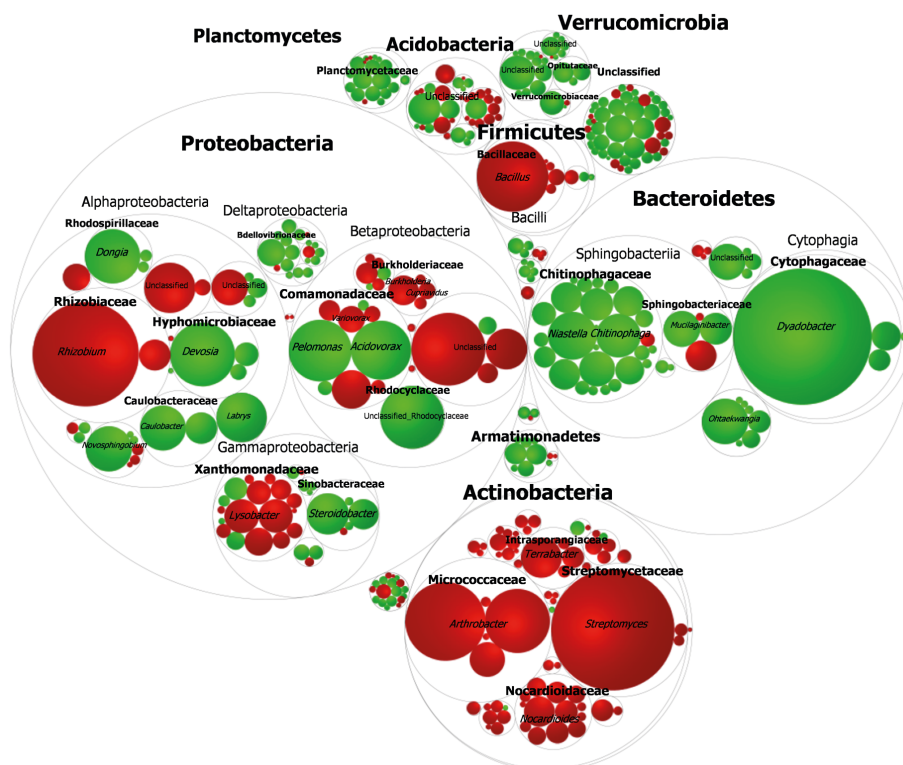 Verrucomicrobia
Planctomycetes
Acidobacteria
Unclassified
Planctomycetaceae
Unclassified
Opitutaceae
Unclassified
Unclassified
Verrucomicrobiaceae
Firmicutes
Proteobacteria
Bacillaceae
Bacillus
Bacteroidetes
Alphaproteobacteria
Deltaproteobacteria
Bacilli
Rhodospirillaceae
Bdellovibrionaceae
Betaproteobacteria
Sphingobacteriia
Cytophagia
Dongia
Unclassified
Cytophagaceae
Burkholderiaceae
Chitinophagaceae
Unclassified
Unclassified
Burkholderia
Cupriavidus
Rhizobiaceae
Comamonadaceae
Sphingobacteriaceae
Hyphomicrobiaceae
Variovorax
Mucilaginibacter
Niastella
Chitinophaga
Dyadobacter
Rhizobium
Devosia
Pelomonas
Acidovorax
Unclassified
Rhodocyclaceae
Caulobacteraceae
Labrys
Unclassified_Rhodocyclaceae
Ohtaekwangia
Caulobacter
Novosphingobium
Armatimonadetes
Gammaproteobacteria
Xanthomonadaceae
Sinobacteraceae
Actinobacteria
Lysobacter
Steroidobacter
Intrasporangiaceae
Terrabacter
Micrococcaceae
Streptomycetaceae
Arthrobacter
Streptomyces
Nocardioidaceae
Nocardioides